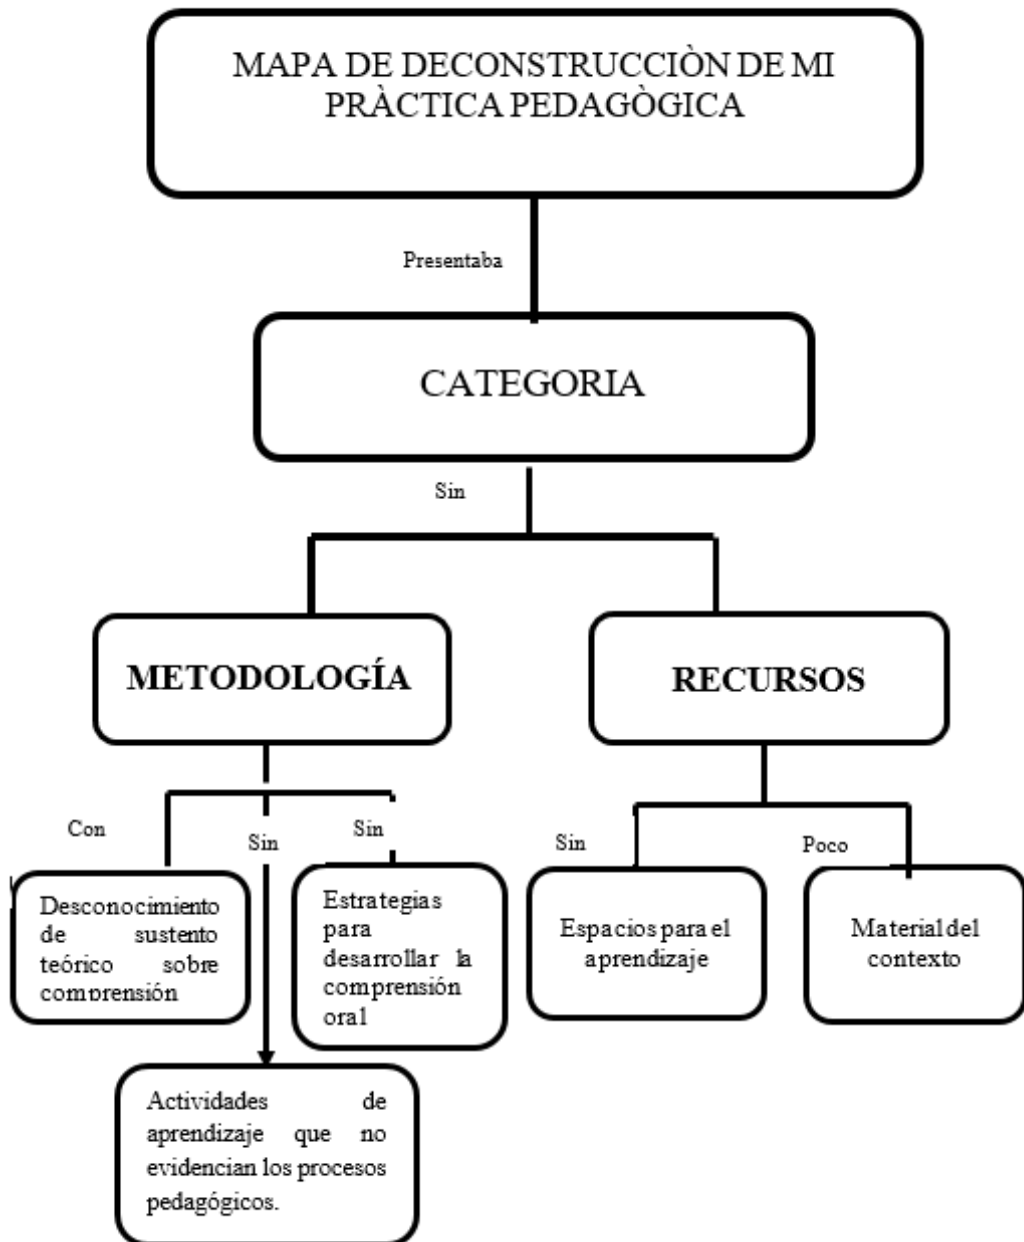 MAPA DE DECONSTRUCCIÒN DE MI
PRÀCTICA PEDAGÒGICA
Presentaba
CATEGORIA
Sin
METODOLOGÍA
RECURSOS
Con
Sin
Sin
Sin
Poco
Desconocimiento
de sustento
teórico sobre
comprensión
Estrategias
para
desarrollar la
comprensión
oral
Espacios para el
aprendizaje
Material del
contexto
Actividades de
aprendizaje que no
evidencian los procesos
pedagógicos.